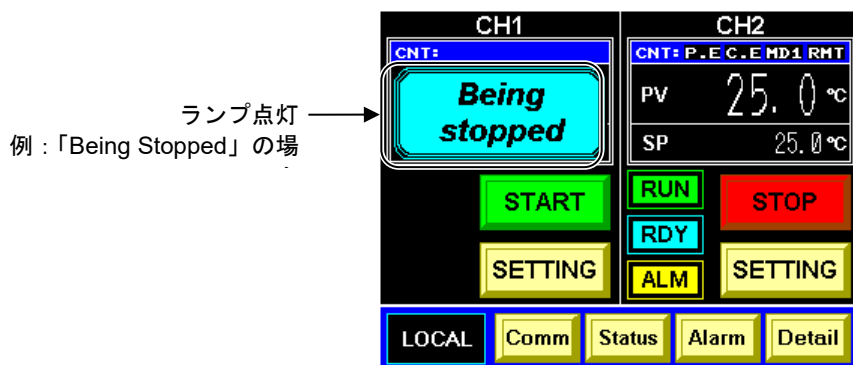 ランプ点灯
例：「Being Stopped」の場
CH1
CNT:
Being
stopped
START
SETTING
CH2
CNT: P.E C.E MD1 RMT
PV 25.0 ℃
SP 25.0 ℃
RUN
STOP
RDY
ALM
SETTING
LOCAL Comm Status Alarm Detail